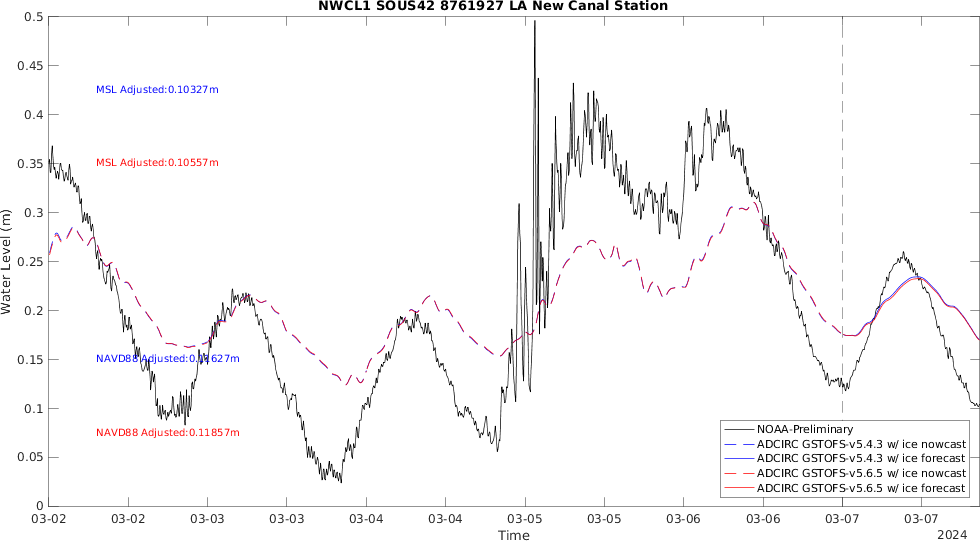 NWCL1 SOUS42 8761927 LA New Canal Station
Water Level (m)
0.5
0.45
0.4
0.35
0.3
0.25
0.2
0.15
0.1
0.05
0
MSL Adjusted:0.10327m
MSL Adjusted:0.10557m
NAVD88 Adjusted:0.11627m
NAVD88 Adjusted:0.11857m
NOAA-Preliminary
ADCIRC GSTOFS-v5.4.3 w/ ice nowcast
ADCIRC GSTOFS-v5.4.3 w/ ice forecast
ADCIRC GSTOFS-v5.6.5 w/ ice nowcast
ADCIRC GSTOFS-v5.6.5 w/ ice forecast
03-02 03-02 03-03 03-03 03-04 03-04 03-05 03-05 03-06 03-06 03-07 03-07
Time
2024